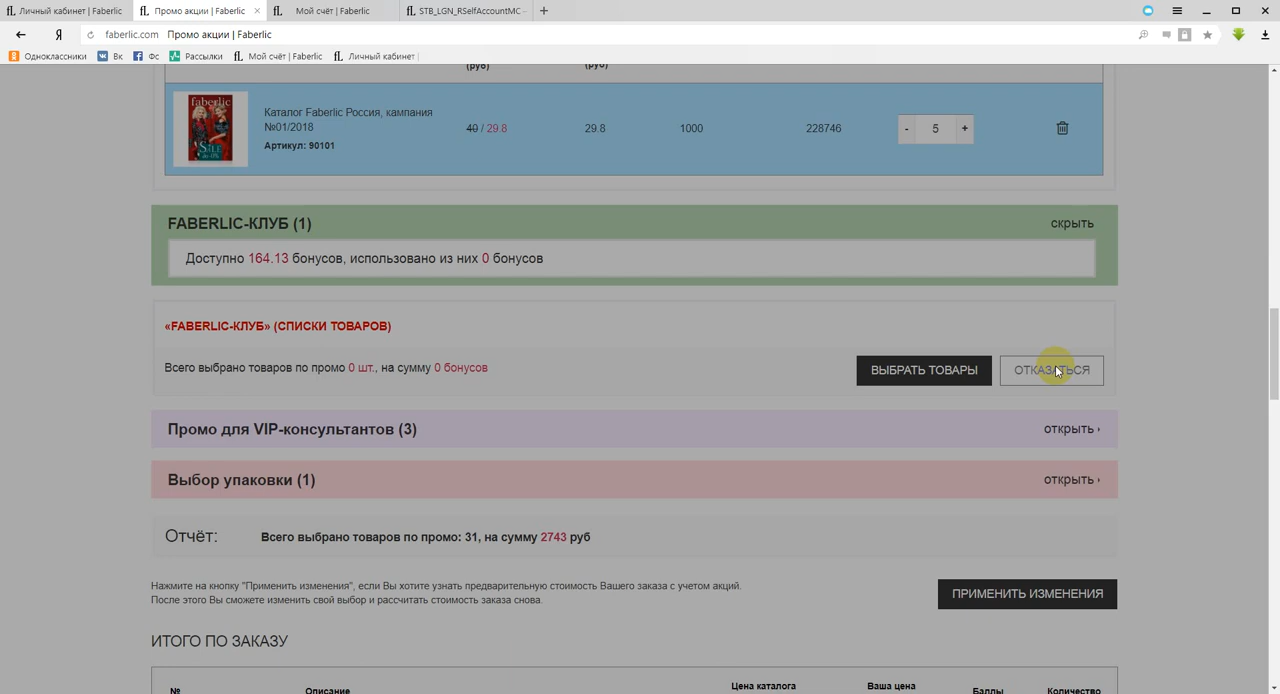 Личный кабинет | Faberlic
Промо акции | Faberlic
Мой счёт | Faberlic
STB_LGN_RSelfAccountMC -
faberlic.com Промо акции | Faberlic
Одноклассники Вк Фс Рассылки Мой счёт | Faberlic Личный кабинет |
(руб) (руб)
faberlic
SALE
Каталог Faberlic Россия, кампания
№01/2018
Артикул: 90101
40 / 29.8 29.8 1000 228746 - 5 +
FABERLIC-КЛУБ (1) скрыть
Доступно 164.13 бонусов, использовано из них 0 бонусов
«FABERLIC-КЛУБ» (СПИСКИ ТОВАРОВ)
Всего выбрано товаров по промо 0 шт., на сумму 0 бонусов
ВЫБРАТЬ ТОВАРЫ ОТКАЗАТЬСЯ
Промо для VIP-консультантов (3) открыть ›
Выбор упаковки (1) открыть ›
Отчёт: Всего выбрано товаров по промо: 31, на сумму 2743 руб
Нажмите на кнопку "Применить изменения", если Вы хотите узнать предварительную стоимость Вашего заказа с учетом акций.
После этого Вы сможете изменить свой выбор и рассчитать стоимость заказа снова.
ПРИМЕНИТЬ ИЗМЕНЕНИЯ
ИТОГО ПО ЗАКАЗУ
№ Описание Цена каталога Ваша цена Баллы Количество